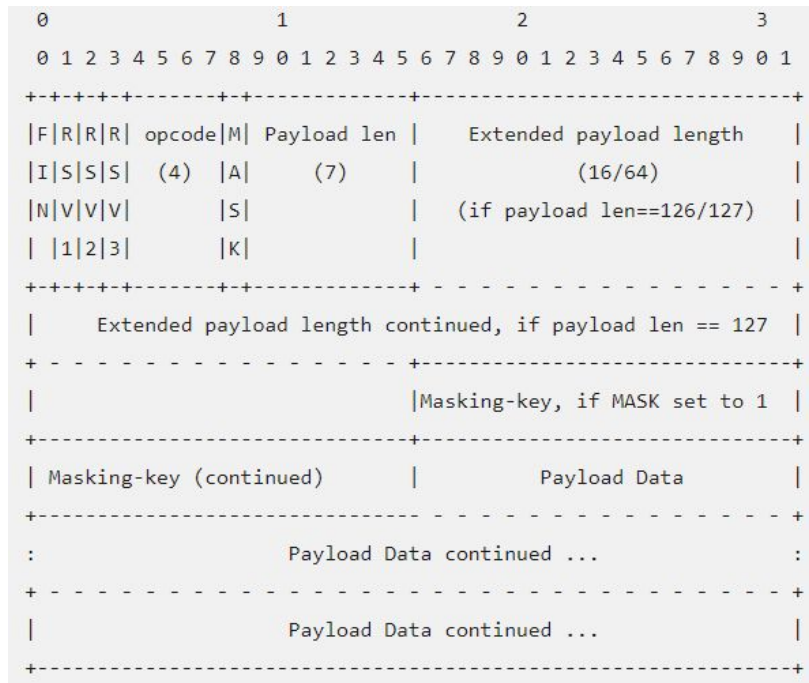 0                   1                   2                   3
 0 1 2 3 4 5 6 7 8 9 0 1 2 3 4 5 6 7 8 9 0 1 2 3 4 5 6 7 8 9 0 1
+-+-+-+-+-------+-+-------------+-------------------------------+
|F|R|R|R| opcode|M| Payload len |    Extended payload length    |
|I|S|S|S|  (4)  |A|     (7)     |             (16/64)           |
|N|V|V|V|       |S|             |   (if payload len==126/127)   |
| |1|2|3|       |K|             |                               |
+-+-+-+-+-------+-+-------------+ - - - - - - - - - - - - - - - +
|     Extended payload length continued, if payload len == 127  |
+ - - - - - - - - - - - - - - - +-------------------------------+
|                               |Masking-key, if MASK set to 1  |
+-------------------------------+-------------------------------+
| Masking-key (continued)       |          Payload Data         |
+-------------------------------- - - - - - - - - - - - - - - - +
:                     Payload Data continued ...                :
+ - - - - - - - - - - - - - - - - - - - - - - - - - - - - - - - +
|                     Payload Data continued ...                |
+---------------------------------------------------------------+